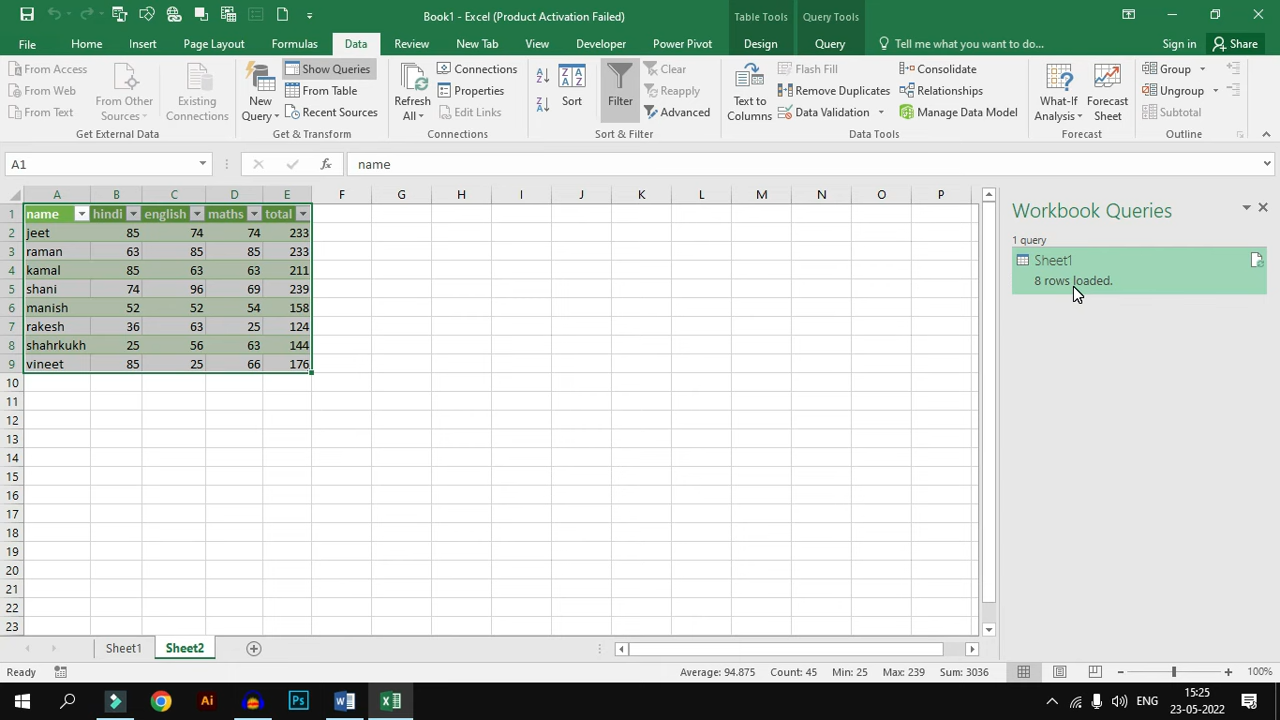 Book1 - Excel (Product Activation Failed)
Table Tools
Query Tools
File Home Insert Page Layout Formulas Data Review New Tab View Developer Power Pivot Design Query Tell me what you want to do... Sign in Share
From Access
From Web
From Text
From Other Sources
Existing Connections
Get External Data
New Query
Show Queries
From Table
Recent Sources
Get & Transform
Refresh All
Connections
Properties
Edit Links
Connections
Sort
Filter
Clear
Reapply
Advanced
Sort & Filter
Text to Columns
Flash Fill
Remove Duplicates
Data Validation
Consolidate
Relationships
Manage Data Model
Data Tools
What-If Analysis
Forecast Sheet
Forecast
Group
Ungroup
Subtotal
Outline
A1 fx name
A B C D E F G H I J K L M N O P
1 name hindi english maths total
2 jeet 85 74 74 233
3 raman 63 85 85 233
4 kamal 85 63 63 211
5 shani 74 96 69 239
6 manish 52 52 54 158
7 rakesh 36 63 25 124
8 shahrkukh 25 56 63 144
9 vineet 85 25 66 176
10
11
12
13
14
15
16
17
18
19
20
21
22
23
Workbook Queries
1 query
Sheet1
8 rows loaded.
Sheet1 Sheet2
Ready Average: 94.875 Count: 45 Min: 25 Max: 239 Sum: 3036 100%
Ai Ps ENG
15:25
23-05-2022